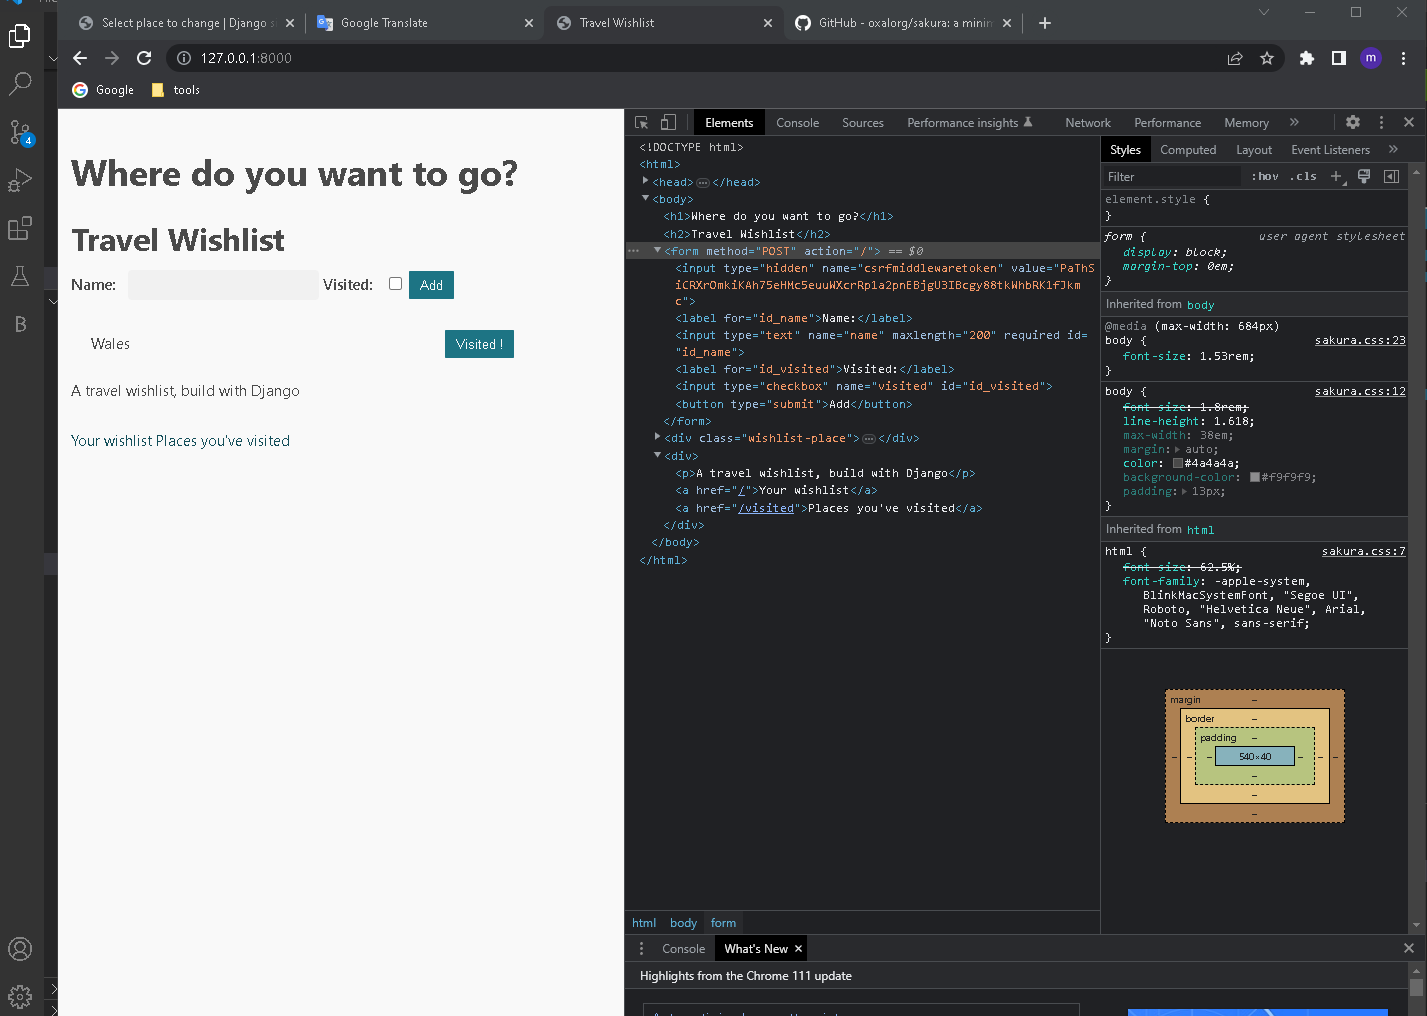 Select place to change | Django s
Google Translate
Travel Wishlist
GitHub - oxalorg/sakura: a minim
127.0.0.1:8000
m
Google
tools
4
B
Where do you want to go?
Travel Wishlist
Name:
Visited:
Add
Wales
Visited !
A travel wishlist, build with Django
Your wishlist Places you've visited
Elements
Console
Sources
Performance insights
Network
Performance
Memory
<!DOCTYPE html>
<html>
<head> </head>
<body>
<h1>Where do you want to go?</h1>
<h2>Travel Wishlist</h2>
<form method="POST" action="/"> == $0
<input type="hidden" name="csrfmiddlewaretoken" value="PaThS
iCRXrOmkiKAh75eHMc5euuWXcrRp1a2pnEBjgU3IBcgy88tkWhbRK1fJkm
c">
<label for="id_name">Name:</label>
<input type="text" name="name" maxlength="200" required id=
"id_name">
<label for="id_visited">Visited:</label>
<input type="checkbox" name="visited" id="id_visited">
<button type="submit">Add</button>
</form>
<div class="wishlist-place"> </div>
<div>
<p>A travel wishlist, build with Django</p>
<a href="/">Your wishlist</a>
<a href="/visited">Places you've visited</a>
</div>
</body>
</html>
Styles
Computed
Layout
Event Listeners
Filter
:hov
.cls
element.style {
}
form {
user agent stylesheet
display: block;
margin-top: 0em;
}
Inherited from body
@media (max-width: 684px)
body {
sakura.css:23
font-size: 1.53rem;
}
body {
sakura.css:12
font-size: 1.8rem;
line-height: 1.618;
max-width: 38em;
margin: auto;
color: #4a4a4a;
background-color: #f9f9f9;
padding: 13px;
}
Inherited from html
html {
sakura.css:7
font-size: 62.5%;
font-family: -apple-system,
BlinkMacSystemFont, "Segoe UI",
Roboto, "Helvetica Neue", Arial,
"Noto Sans", sans-serif;
}
margin
border
padding
540×40
html
body
form
Console
What's New
Highlights from the Chrome 111 update